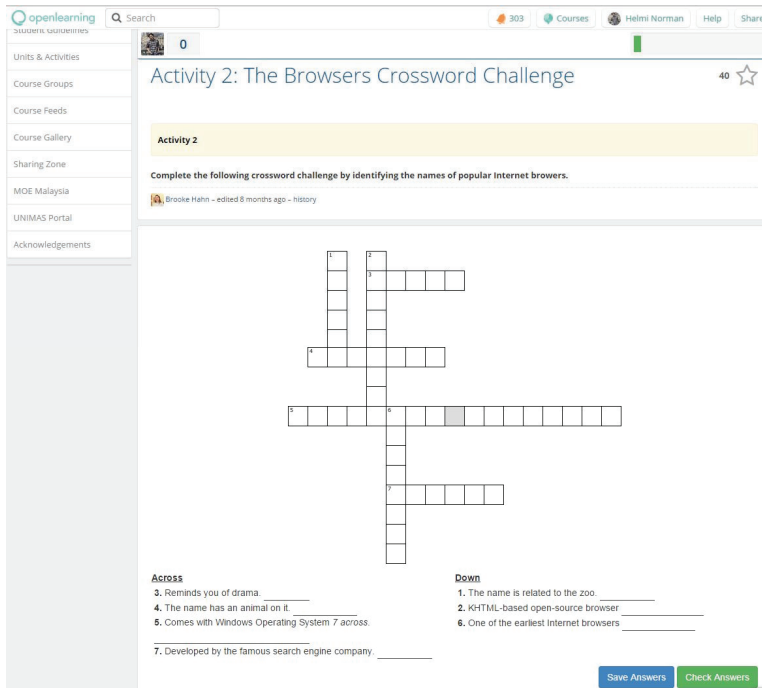 openlearning
Search
303
Courses
Helmi Norman
Help
Share
Student Guidelines
Units & Activities
Course Groups
Course Feeds
Course Gallery
Sharing Zone
MOE Malaysia
UNIMAS Portal
Acknowledgements
0
Activity 2: The Browsers Crossword Challenge
40
Activity 2
Complete the following crossword challenge by identifying the names of popular Internet browers.
Brooke Hahn – edited 8 months ago – history
1
2
3
4
5
6
7
Across
3. Reminds you of drama.
4. The name has an animal on it.
5. Comes with Windows Operating System 7 across.
7. Developed by the famous search engine company.
Down
1. The name is related to the zoo.
2. KHTML-based open-source browser
6. One of the earliest Internet browsers
Save Answers
Check Answers